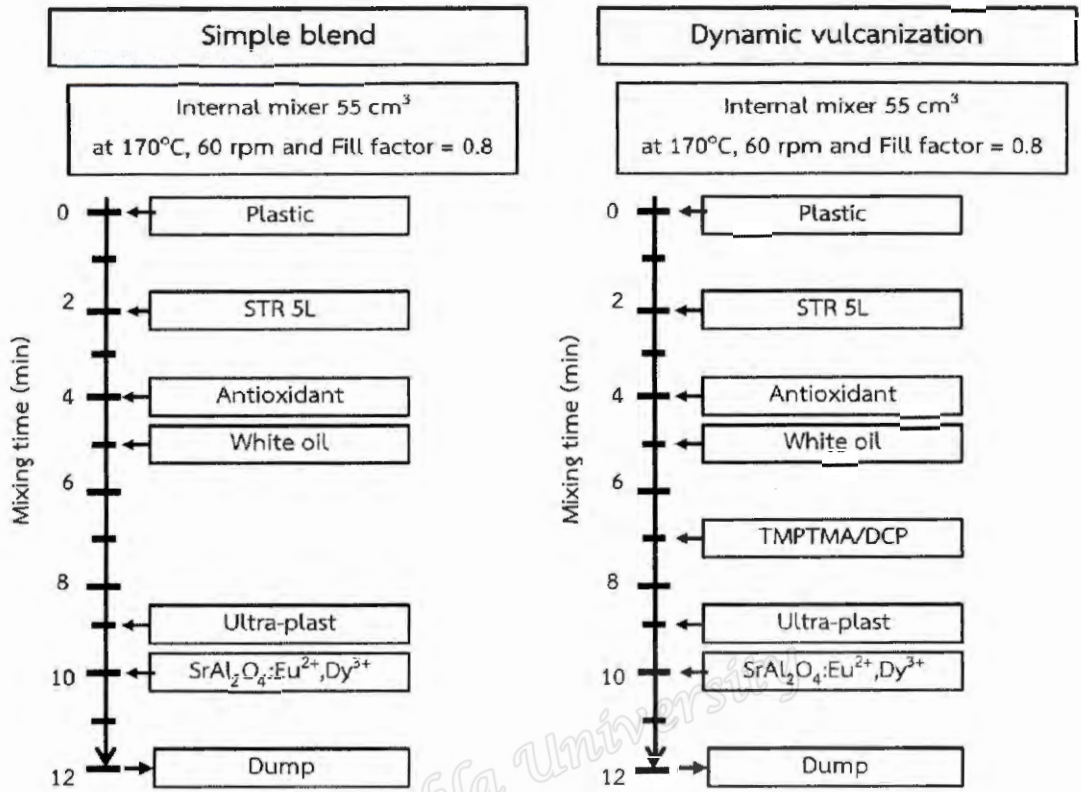 Simple blend
Internal mixer 55 cm³
at 170°C, 60 rpm and Fill factor = 0.8
Mixing time (min)
0
Plastic
2
STR 5L
4
Antioxidant
White oil
6
8
Ultra-plast
10
SrAl₂O₄:Eu²⁺,Dy³⁺
12
Dump
Dynamic vulcanization
Internal mixer 55 cm³
at 170°C, 60 rpm and Fill factor = 0.8
Mixing time (min)
0
Plastic
2
STR 5L
4
Antioxidant
White oil
6
TMPTMA/DCP
8
Ultra-plast
10
SrAl₂O₄:Eu²⁺,Dy³⁺
12
Dump
University